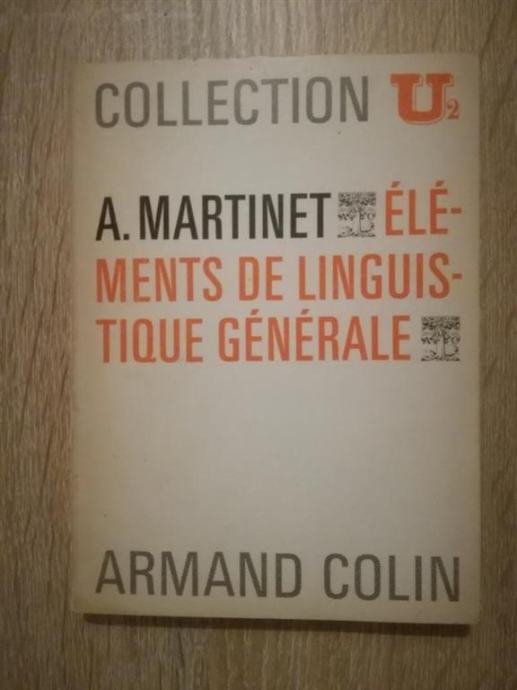 COLLECTION U2
A. MARTINET ÉLÉ-
MENTS DE LINGUIS-
TIQUE GÉNÉRALE
ARMAND COLIN